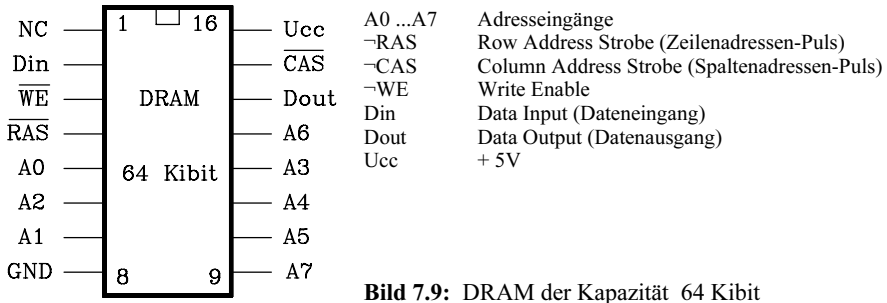 NC 1 16 Ucc
Din CAS
WE DRAM Dout
RAS A6
A0 64 Kibit A3
A2 A4
A1 A5
GND 8 9 A7
A0 ...A7 Adresseingänge
¬RAS Row Address Strobe (Zeilenadressen-Puls)
¬CAS Column Address Strobe (Spaltenadressen-Puls)
¬WE Write Enable
Din Data Input (Dateneingang)
Dout Data Output (Datenausgang)
Ucc + 5V
Bild 7.9: DRAM der Kapazität 64 Kibit